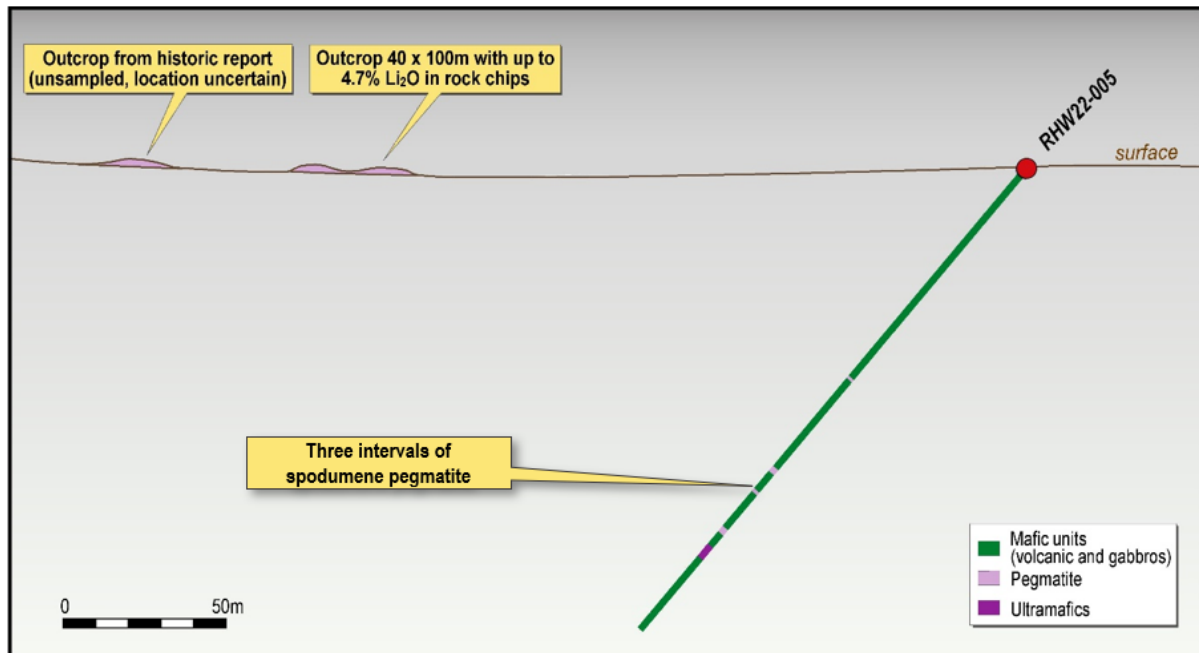 Outcrop from historic report
(unsampled, location uncertain)
Outcrop 40 x 100m with up to
4.7% Li₂O in rock chips
RHW22-005
surface
Three intervals of
spodumene pegmatite
Mafic units
(volcanic and gabbros)
Pegmatite
Ultramafics
0 50m